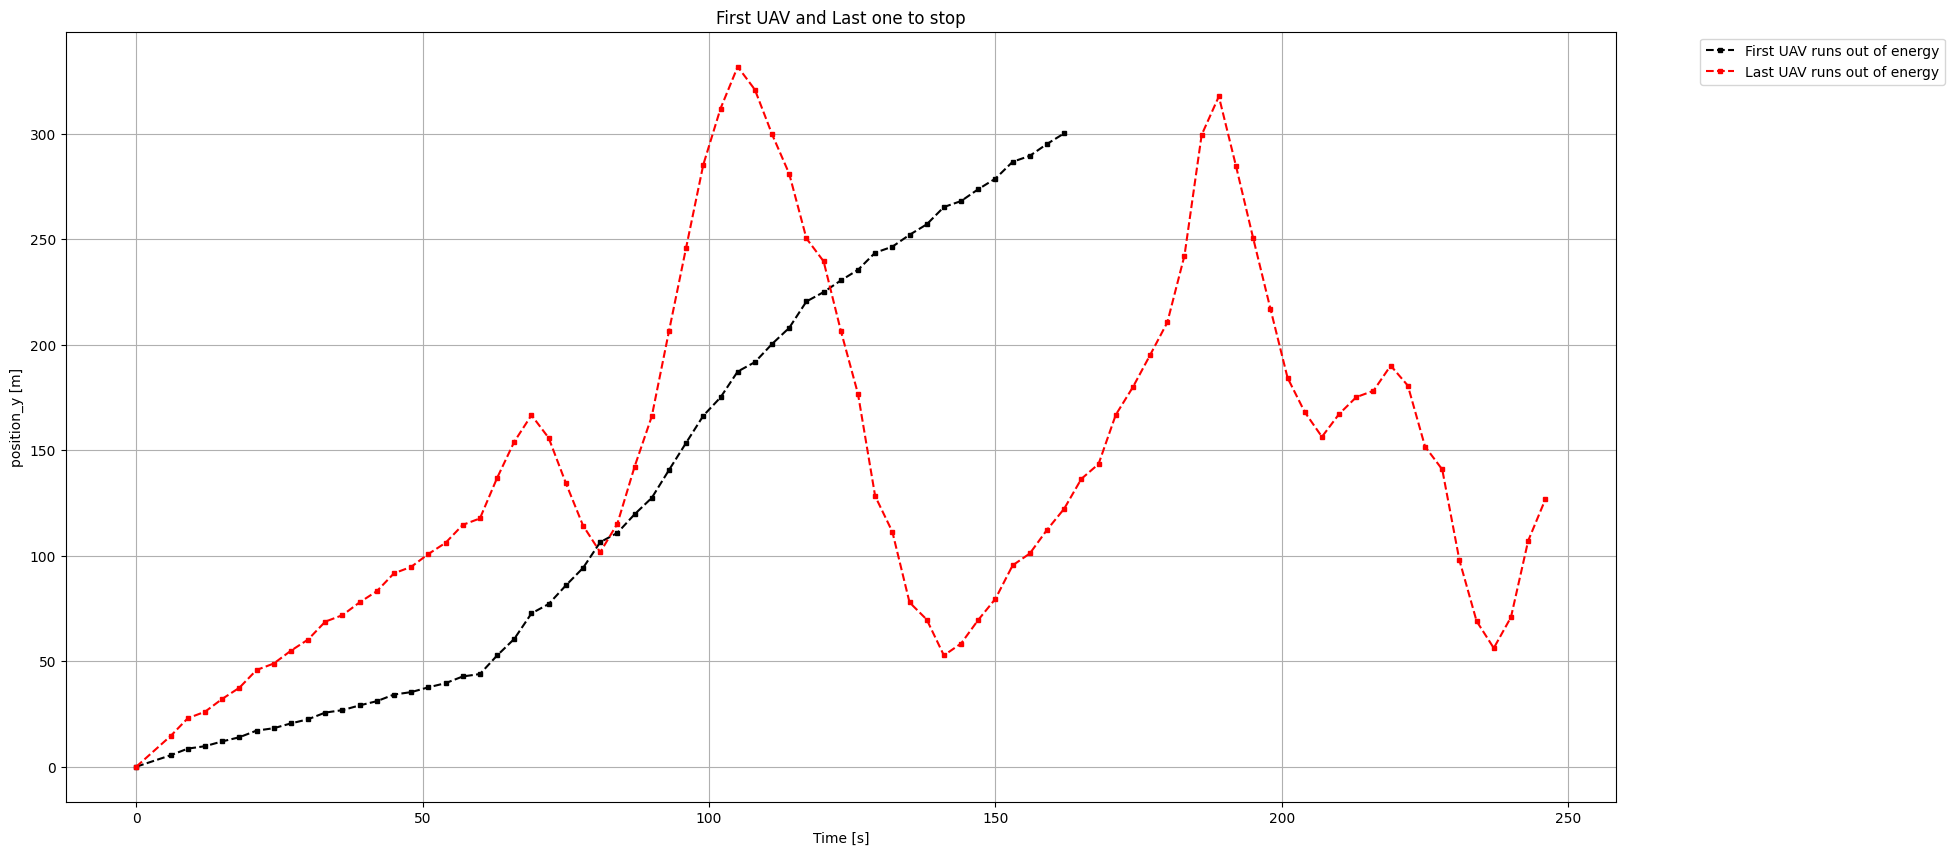 First UAV and Last one to stop
First UAV runs out of energy
Last UAV runs out of energy
position_y [m]
300
250
200
150
100
50
0
0
50
100
150
200
250
Time [s]